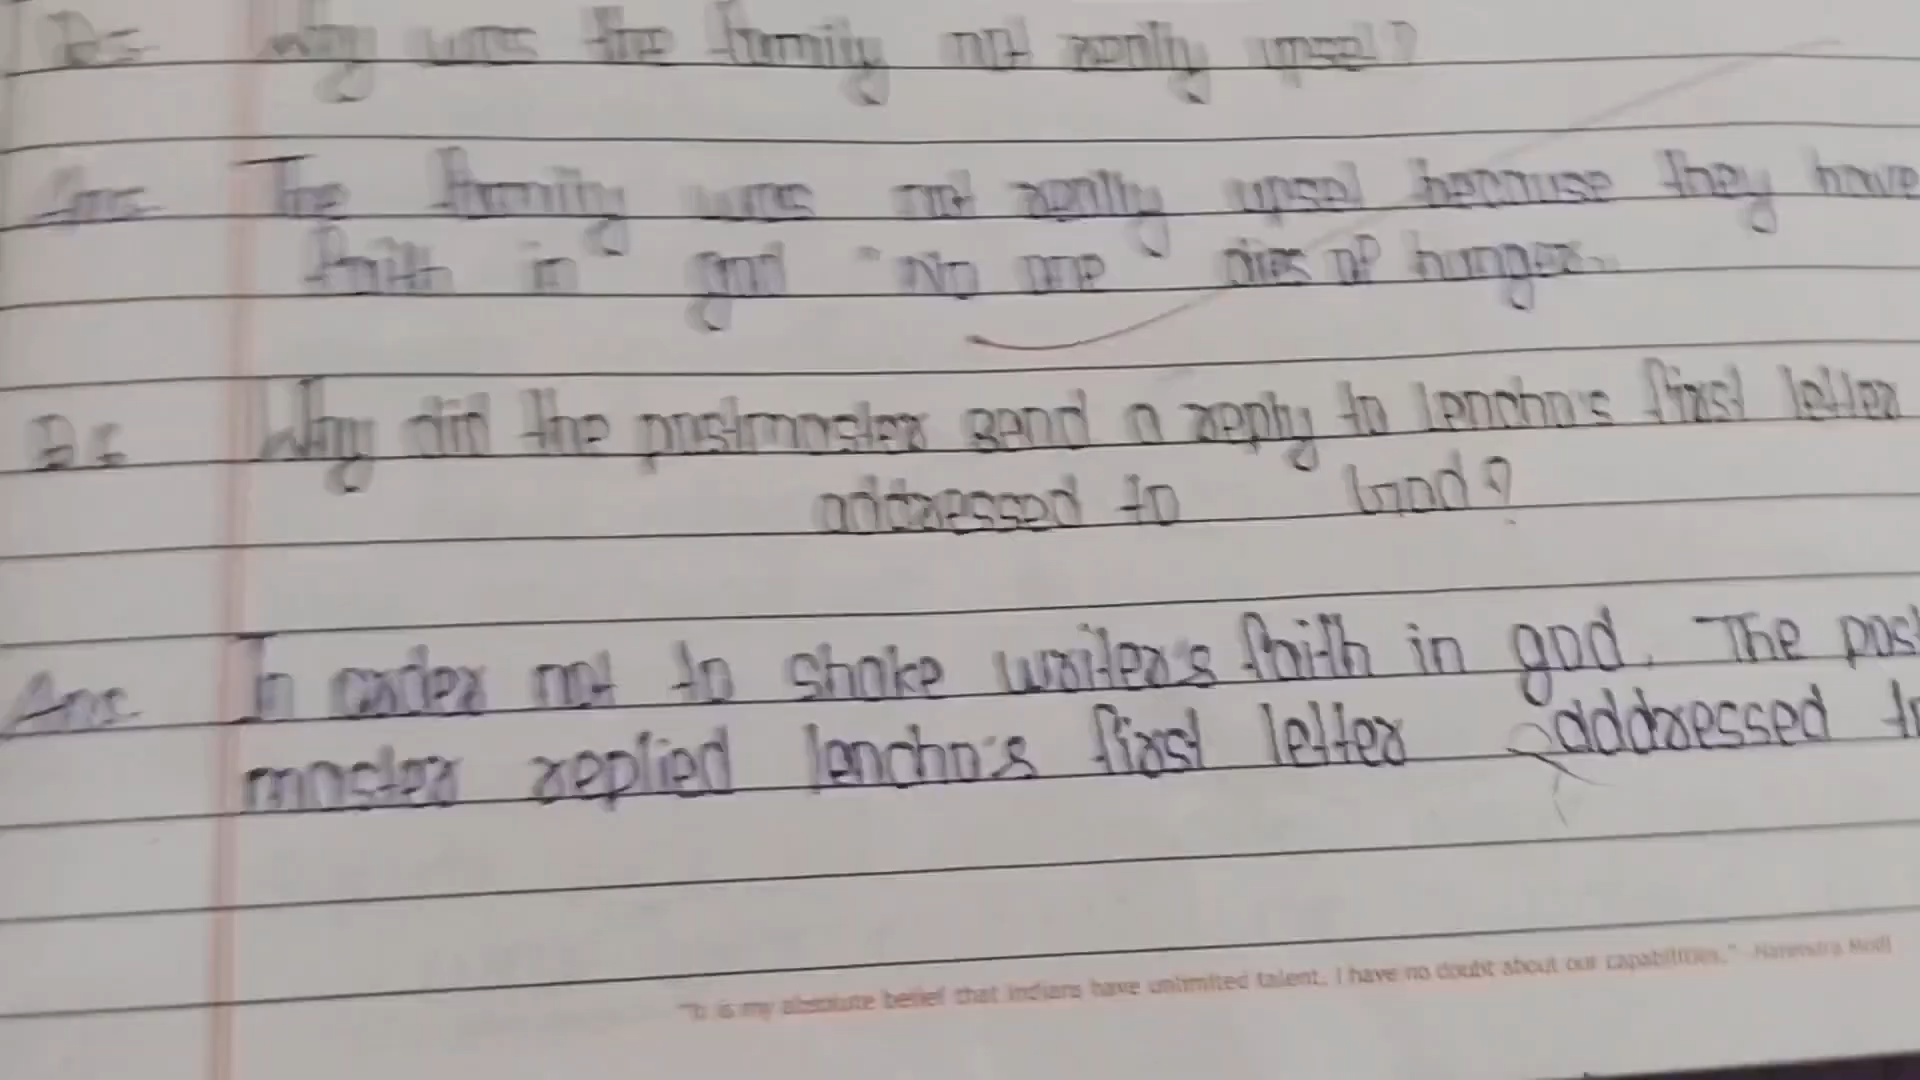 Q= Why was the family not really upset?
Ans The family was not really upset because they have
faith in god "No one" dies of hunger.
Q= Why did the postmaster send a reply to lencho's first letter
addressed to God?
Ans In order not to shake writer's faith in god. The post
master replied lencho's first letter addressed to
"It is my absolute belief that Indians have unlimited talent. I have no doubt about our capabilities." - Narendra Modi